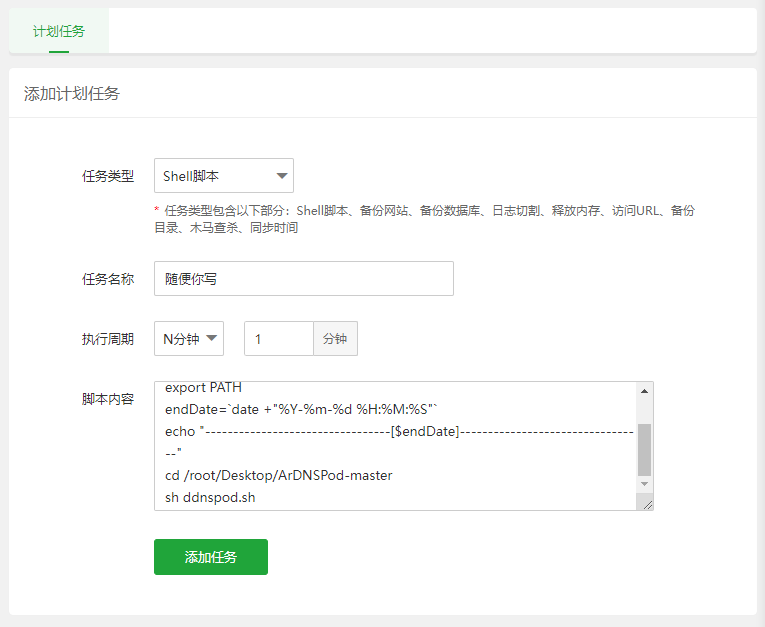 计划任务
添加计划任务
任务类型 Shell脚本
* 任务类型包含以下部分：Shell脚本、备份网站、备份数据库、日志切割、释放内存、访问URL、备份
目录、木马查杀、同步时间
任务名称 随便你写
执行周期 N分钟 1 分钟
脚本内容 export PATH
endDate=`date +"%Y-%m-%d %H:%M:%S"`
echo "---------------------------------[$endDate]-------------------------------
--"
cd /root/Desktop/ArDNSPod-master
sh ddnspod.sh
添加任务